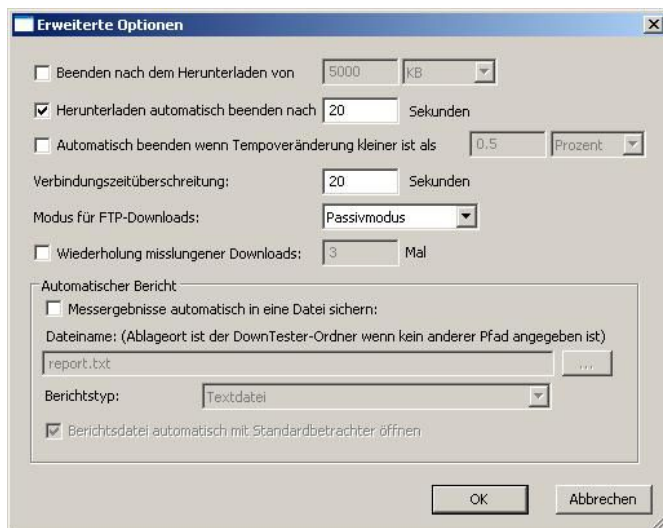 Erweiterte Optionen
Beenden nach dem Herunterladen von 5000 KB
Herunterladen automatisch beenden nach 20 Sekunden
Automatisch beenden wenn Tempoveränderung kleiner ist als 0.5 Prozent
Verbindungszeitüberschreitung: 20 Sekunden
Modus für FTP-Downloads: Passivmodus
Wiederholung misslungener Downloads: 3 Mal
Automatischer Bericht
Messergebnisse automatisch in eine Datei sichern:
Dateiname: (Ablageort ist der DownTester-Ordner wenn kein anderer Pfad angegeben ist)
report.txt ...
Berichtstyp: Textdatei
Berichtsdatei automatisch mit Standardbetrachter öffnen
OK Abbrechen